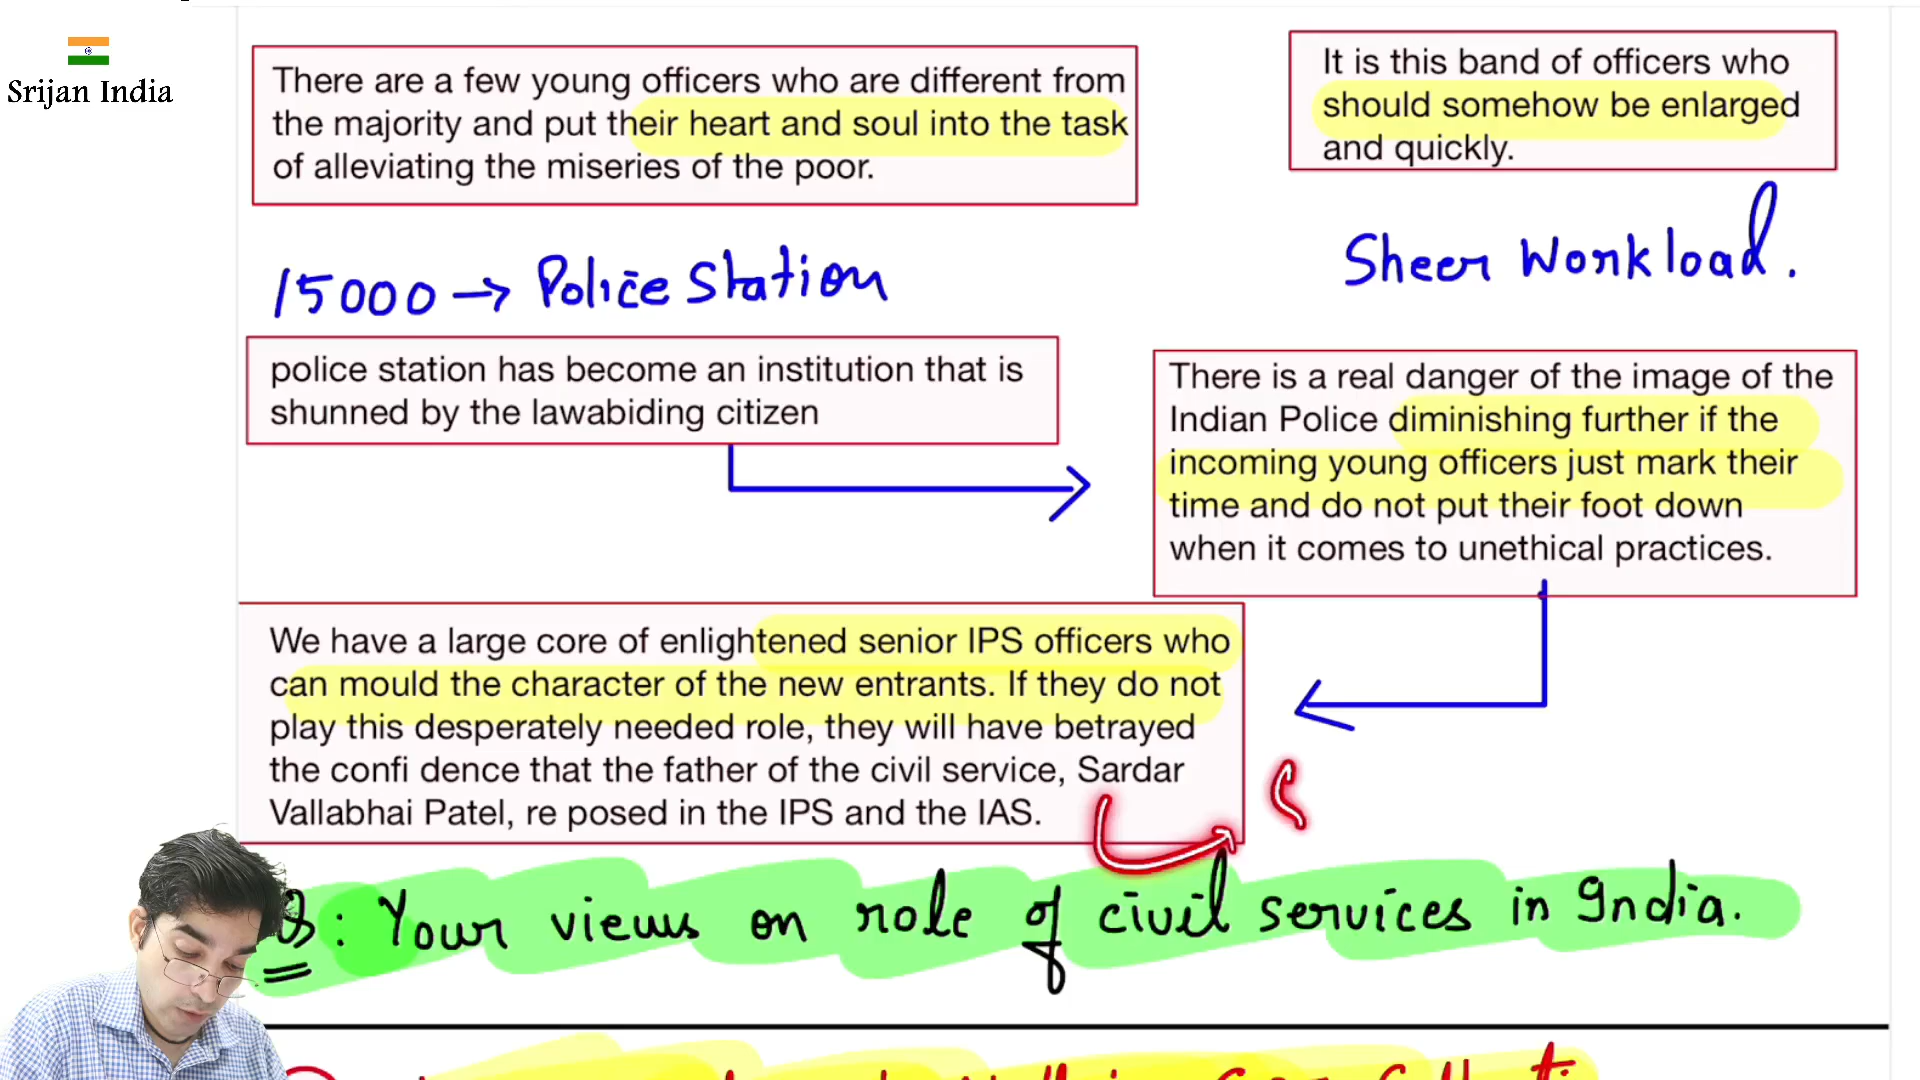 Srijan India
There are a few young officers who are different from
the majority and put their heart and soul into the task
of alleviating the miseries of the poor.
It is this band of officers who
should somehow be enlarged
and quickly.
15000 → Police Station
Sheer Workload.
police station has become an institution that is
shunned by the lawabiding citizen
There is a real danger of the image of the
Indian Police diminishing further if the
incoming young officers just mark their
time and do not put their foot down
when it comes to unethical practices.
We have a large core of enlightened senior IPS officers who
can mould the character of the new entrants. If they do not
play this desperately needed role, they will have betrayed
the confi dence that the father of the civil service, Sardar
Vallabhai Patel, re posed in the IPS and the IAS.
Q: Your views on role of civil services in India.